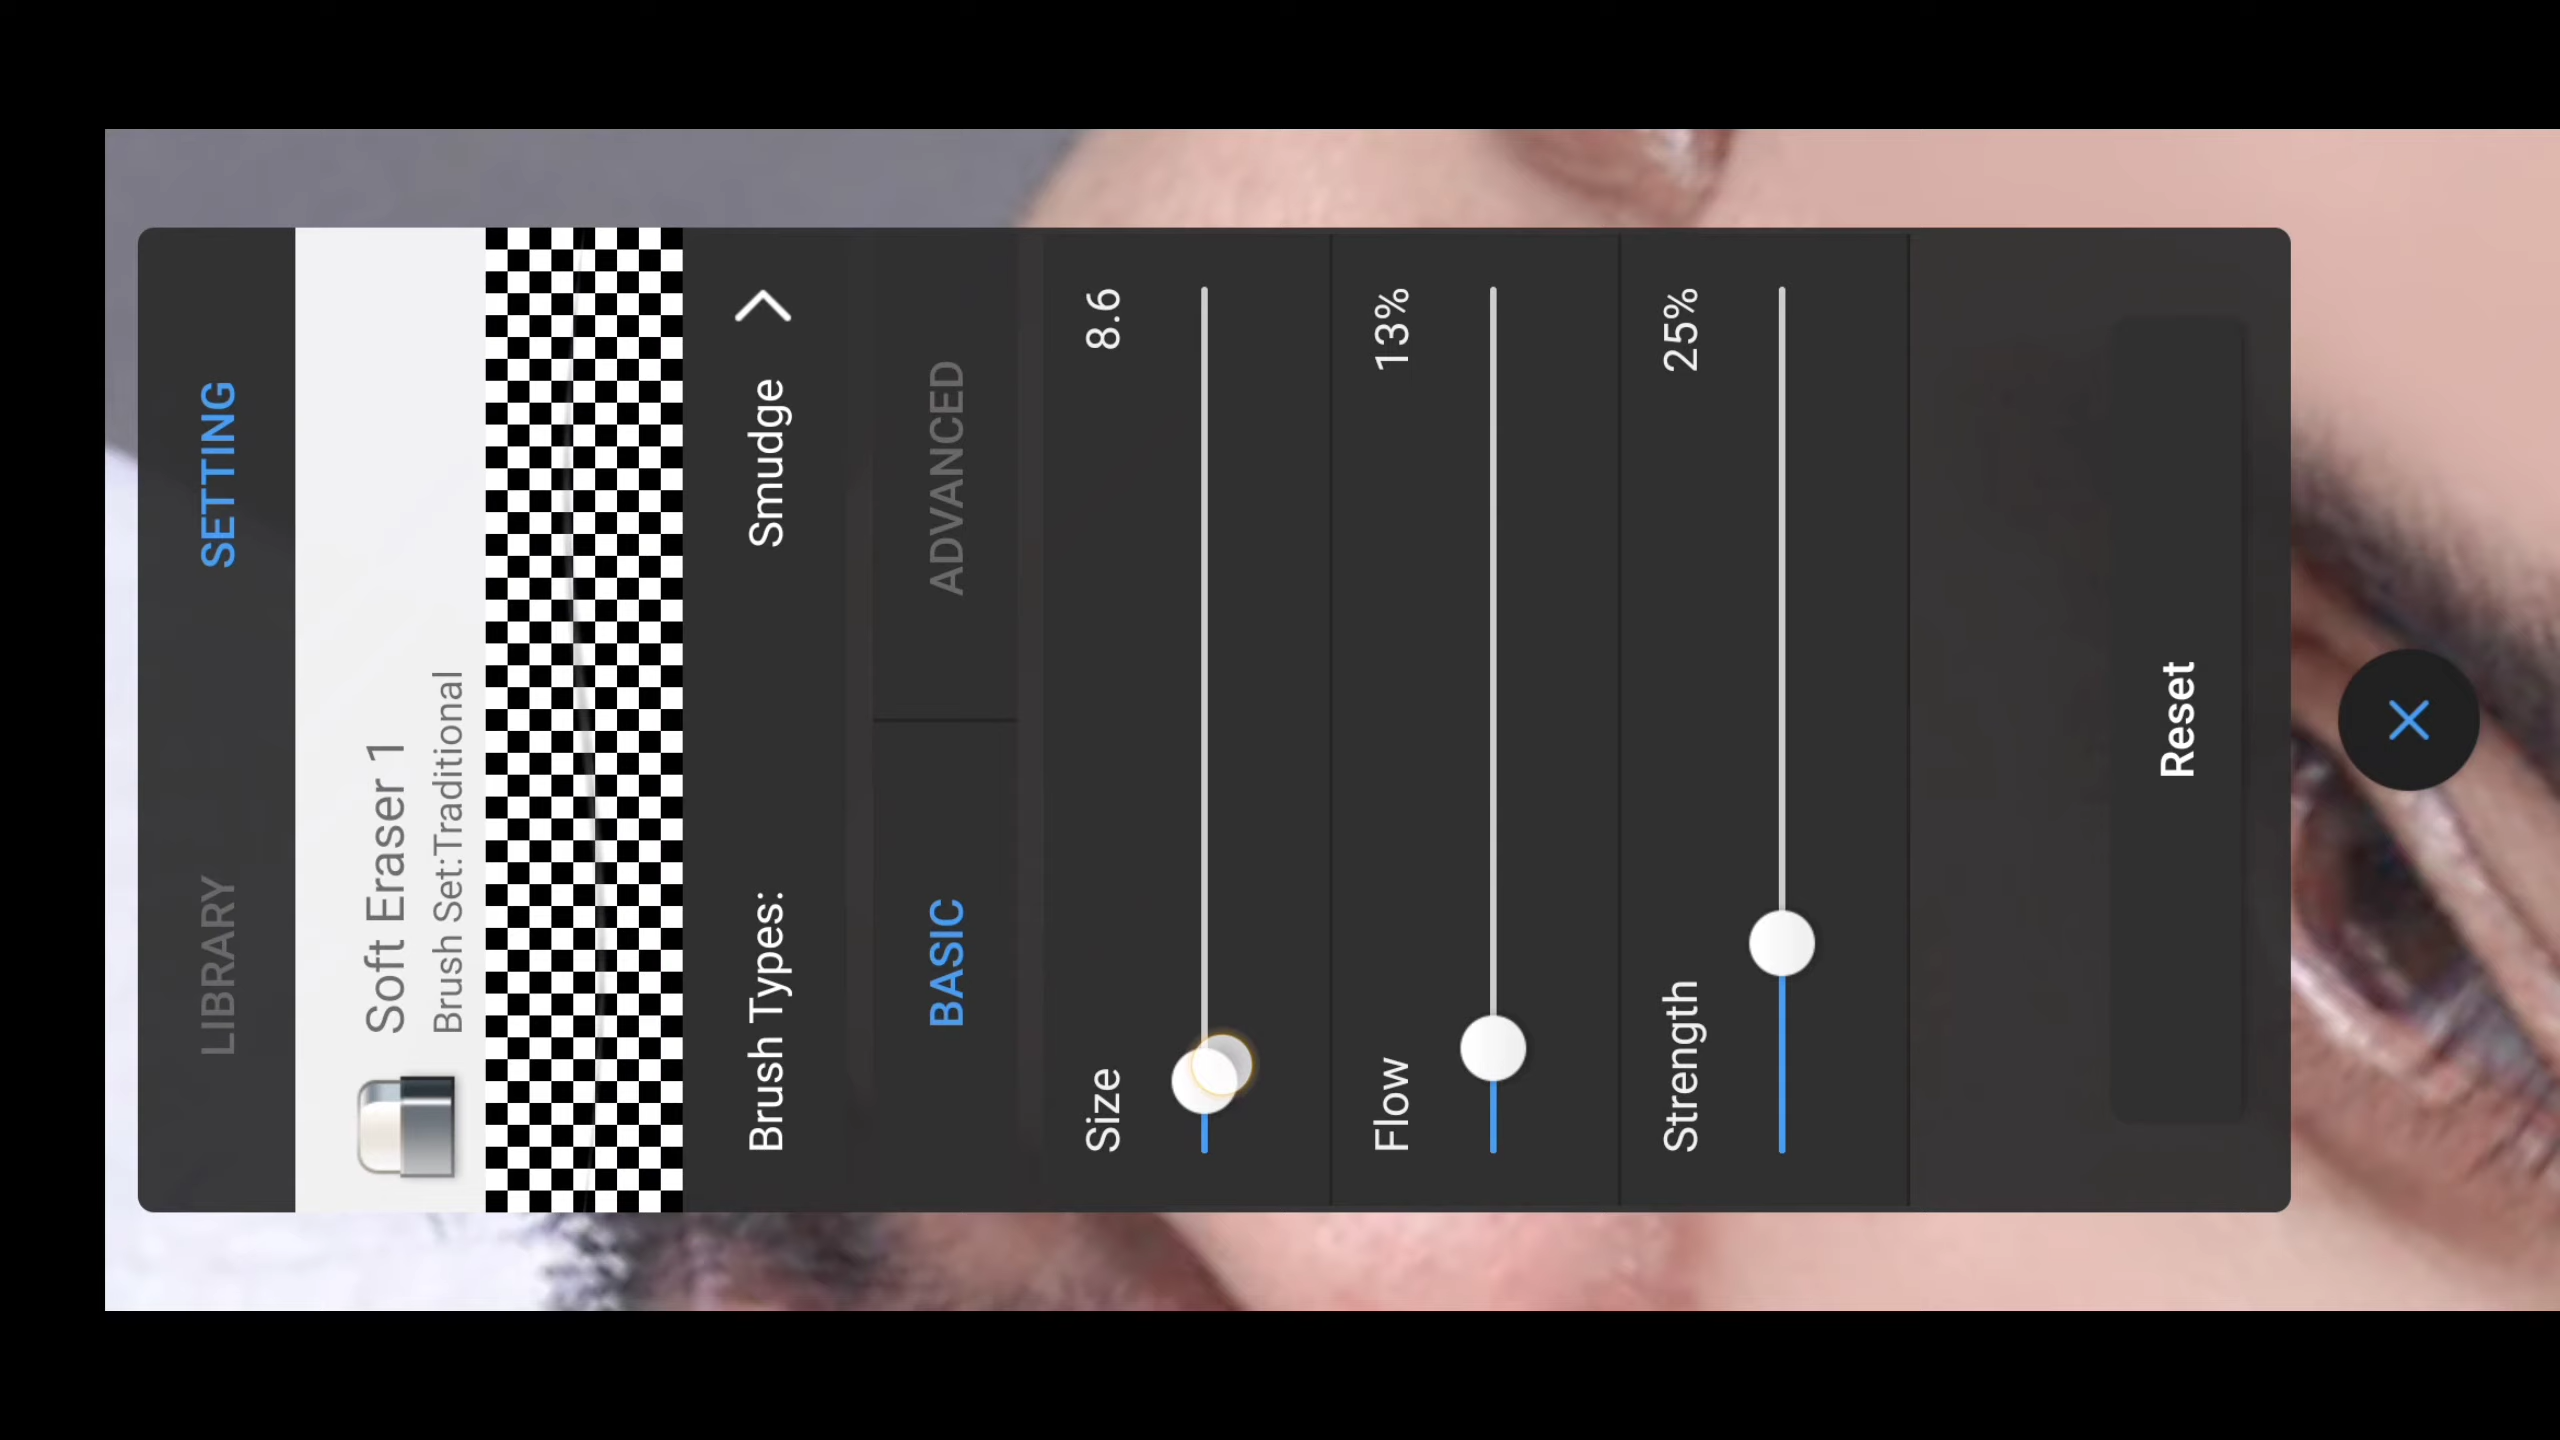 LIBRARY SETTING
Soft Eraser 1
Brush Set:Traditional
Brush Types: Smudge
BASIC ADVANCED
Size 8.6
Flow 13%
Strength 25%
Reset